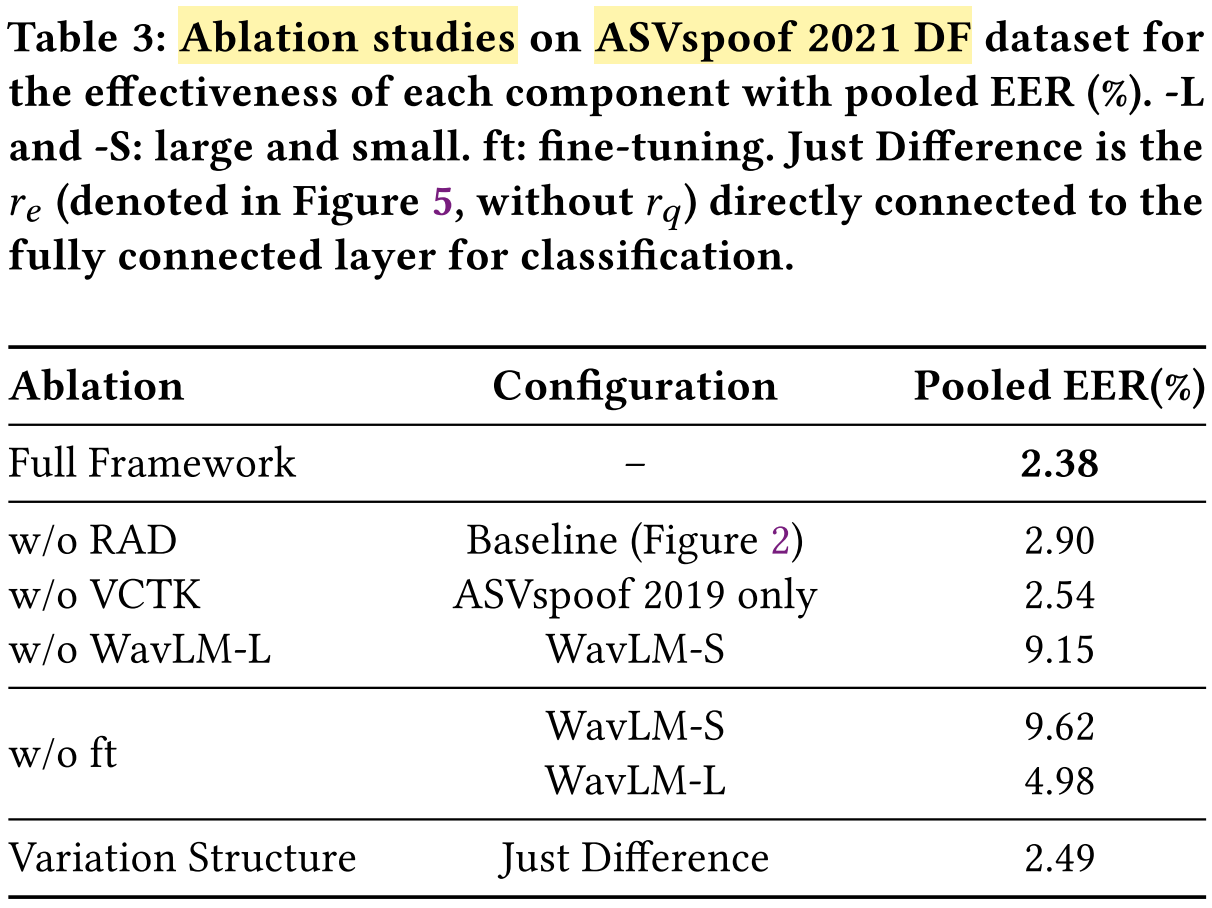 Table 3: Ablation studies on ASVspoof 2021 DF dataset for
the effectiveness of each component with pooled EER (%). -L
and -S: large and small. ft: fine-tuning. Just Difference is the
rₑ (denoted in Figure 5, without r_q) directly connected to the
fully connected layer for classification.
Ablation Configuration Pooled EER(%)
Full Framework – 2.38
w/o RAD Baseline (Figure 2) 2.90
w/o VCTK ASVspoof 2019 only 2.54
w/o WavLM-L WavLM-S 9.15
w/o ft WavLM-S 9.62
WavLM-L 4.98
Variation Structure Just Difference 2.49